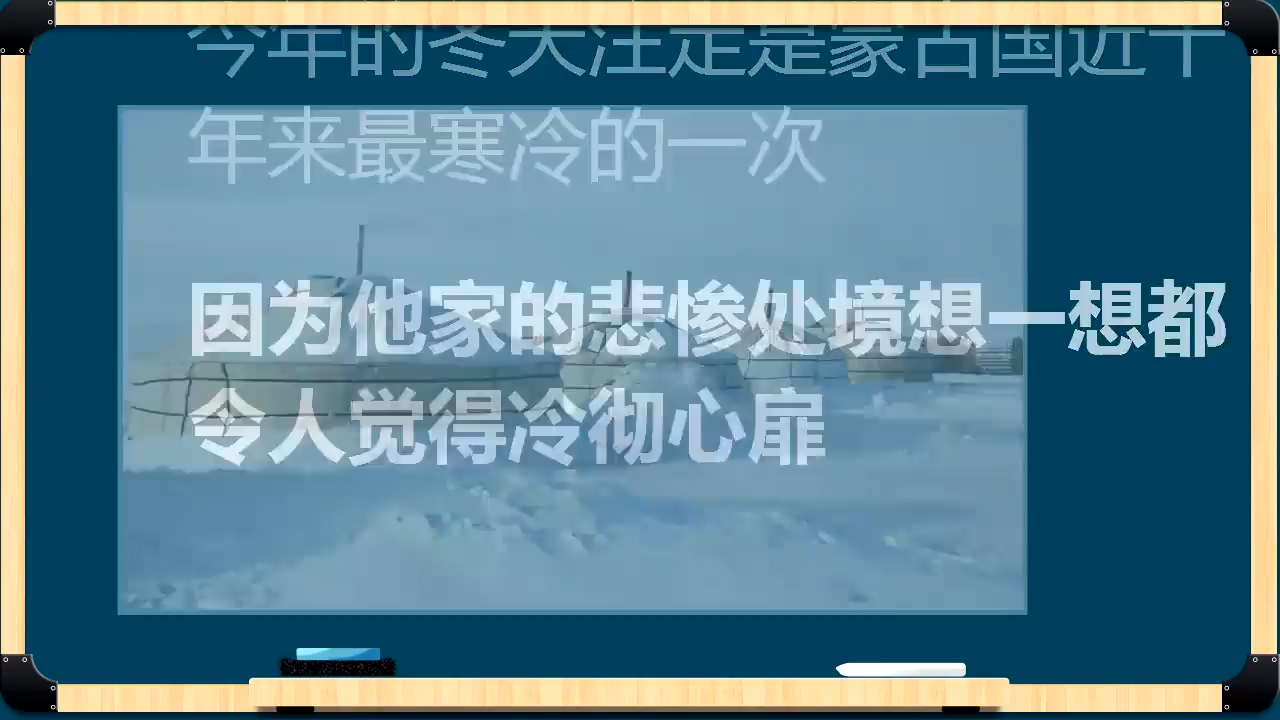 今年的冬天注定是蒙古国近十
年来最寒冷的一次
因为他家的悲惨处境想一想都
令人觉得冷彻心扉